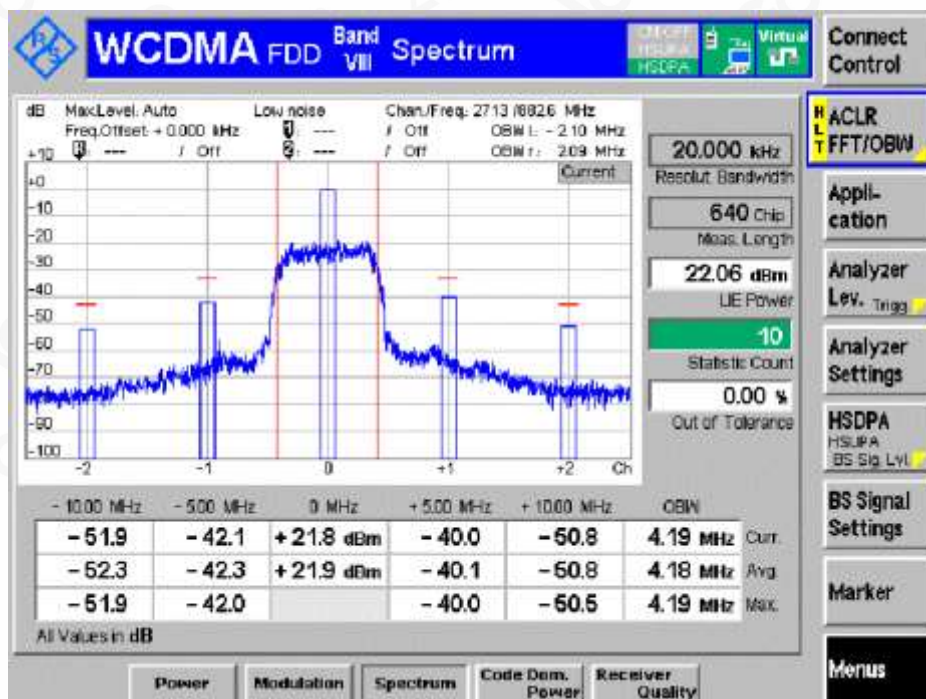 WCDMA FDD Band VIII Spectrum
HSDPA
Virtual
Connect Control
dB Max.Level: Auto Low noise Chan./Freq.: 2713 /882.6 MHz
Freq.Offset: + 0.000 kHz 1: --- / Off OBW l: - 2.10 MHz
--- / Off 2: --- / Off OBW r: 2.09 MHz
Current
+10
+0
-10
-20
-30
-40
-50
-60
-70
-90
-100
-2 -1 0 +1 +2 Ch
20.000 kHz
Resolut. Bandwidth
640 Chip
Meas. Length
22.06 dBm
UE Power
10
Statistic Count
0.00 %
Out of Tolerance
- 10.00 MHz - 5.00 MHz 0 MHz + 5.00 MHz + 10.00 MHz OBW
- 51.9 - 42.1 + 21.8 dBm - 40.0 - 50.8 4.19 MHz Curr.
- 52.3 - 42.3 + 21.9 dBm - 40.1 - 50.8 4.18 MHz Avg.
- 51.9 - 42.0 - 40.0 - 50.5 4.19 MHz Max.
All Values in dB
Power Modulation Spectrum Code Dom. Power Receiver Quality
H L T
ACLR
FFT/OBW
Appli-
cation
Analyzer
Lev. Trigg
Analyzer
Settings
HSDPA
HSUPA
BS Sig. Lvl.
BS Signal
Settings
Marker
Menus